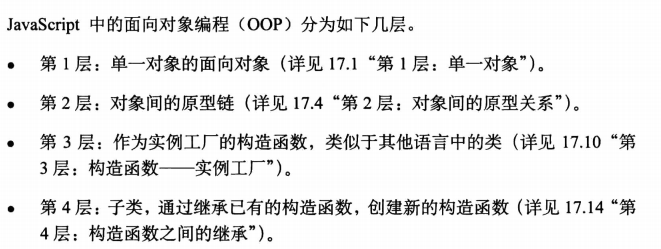 JavaScript 中的面向对象编程（OOP）分为如下几层。
● 第 1 层：单一对象的面向对象（详见 17.1“第 1 层：单一对象”）。
● 第 2 层：对象间的原型链（详见 17.4“第 2 层：对象间的原型关系”）。
● 第 3 层：作为实例工厂的构造函数，类似于其他语言中的类（详见 17.10“第
3 层：构造函数——实例工厂”）。
● 第 4 层：子类，通过继承已有的构造函数，创建新的构造函数（详见 17.14“第
4 层：构造函数之间的继承”）。